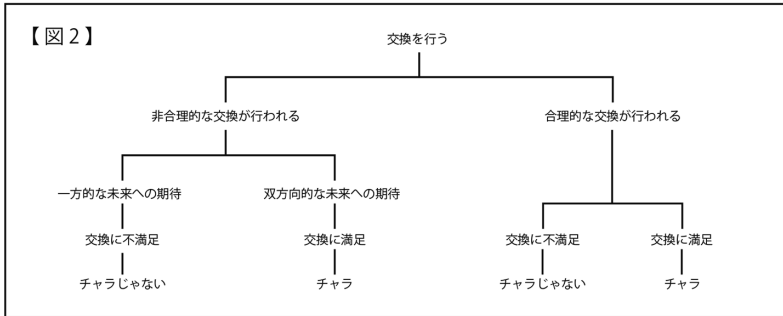 【図2】
交換を行う
非合理的な交換が行われる
合理的な交換が行われる
一方的な未来への期待
双方向的な未来への期待
交換に不満足
交換に満足
交換に不満足
交換に満足
チャラじゃない
チャラ
チャラじゃない
チャラ